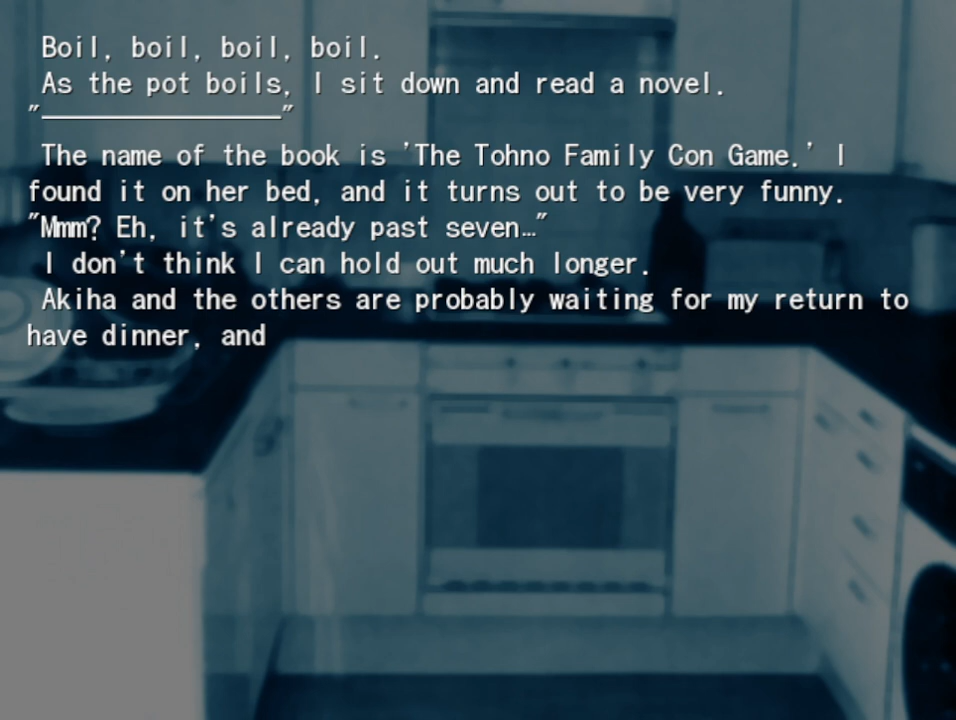 Boil, boil, boil, boil.
As the pot boils, I sit down and read a novel.
"________________"
The name of the book is 'The Tohno Family Con Game.' I
found it on her bed, and it turns out to be very funny.
"Mmm? Eh, it's already past seven…"
I don't think I can hold out much longer.
Akiha and the others are probably waiting for my return to
have dinner, and